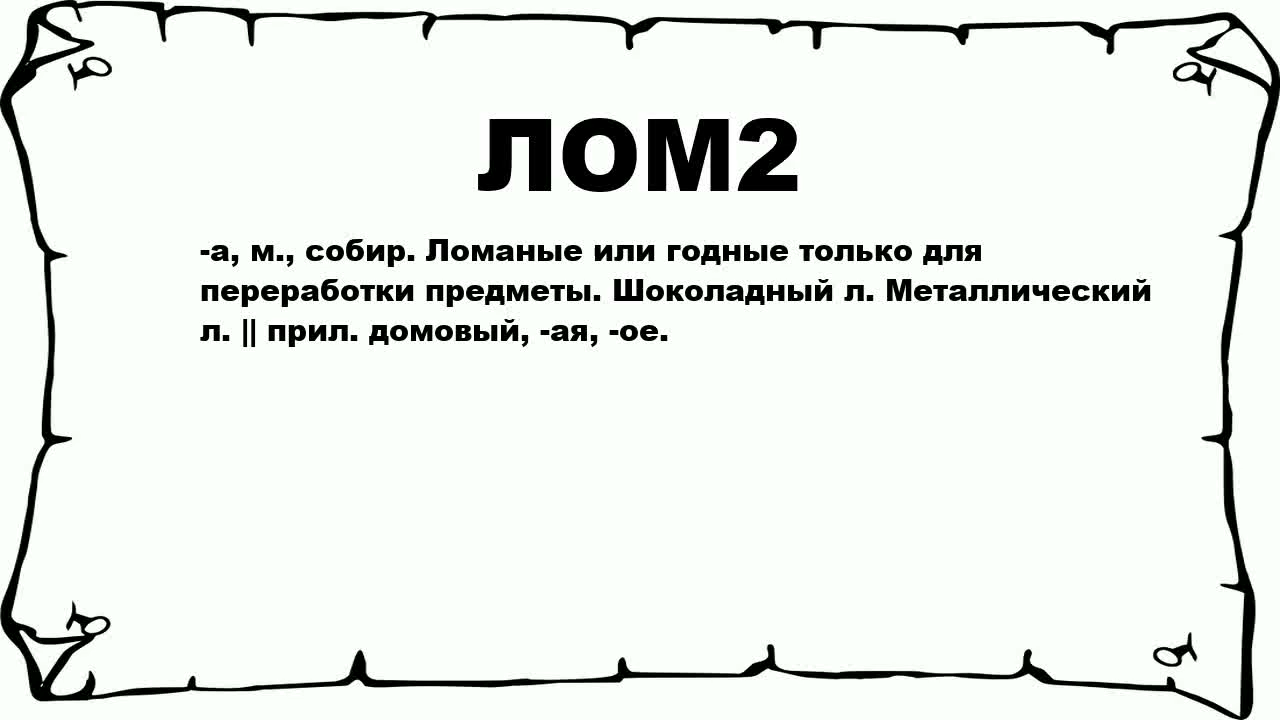 ЛОМ2
-а, м., собир. Ломаные или годные только для
переработки предметы. Шоколадный л. Металлический
л. || прил. домовый, -ая, -ое.